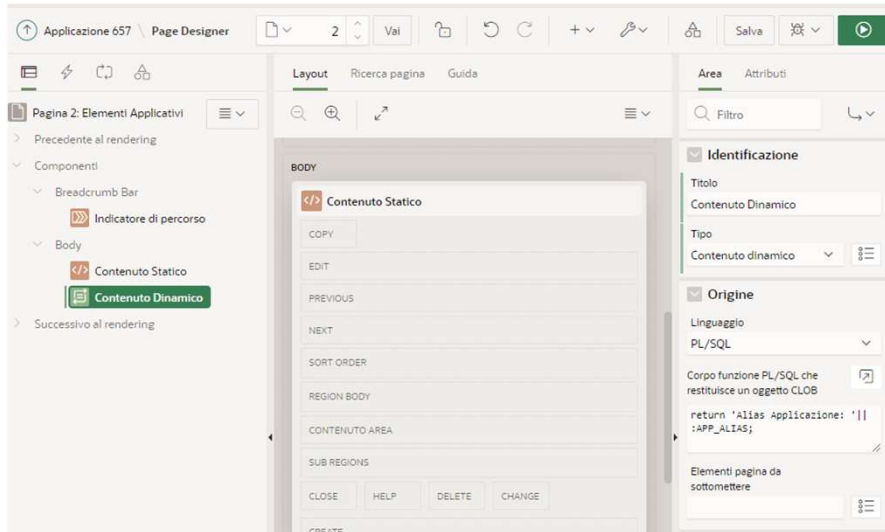 Applicazione 657 \ Page Designer
2
Vai
Salva
Pagina 2: Elementi Applicativi
Precedente al rendering
Componenti
Breadcrumb Bar
Indicatore di percorso
Body
Contenuto Statico
Contenuto Dinamico
Successivo al rendering
Layout Ricerca pagina Guida
BODY
Contenuto Statico
COPY
EDIT
PREVIOUS
NEXT
SORT ORDER
REGION BODY
CONTENUTO AREA
SUB REGIONS
CLOSE HELP DELETE CHANGE
CREATE
Area Attributi
Filtro
Identificazione
Titolo
Contenuto Dinamico
Tipo
Contenuto dinamico
Origine
Linguaggio
PL/SQL
Corpo funzione PL/SQL che
restituisce un oggetto CLOB
return 'Alias Applicazione: '||
:APP_ALIAS;
Elementi pagina da
sottomettere